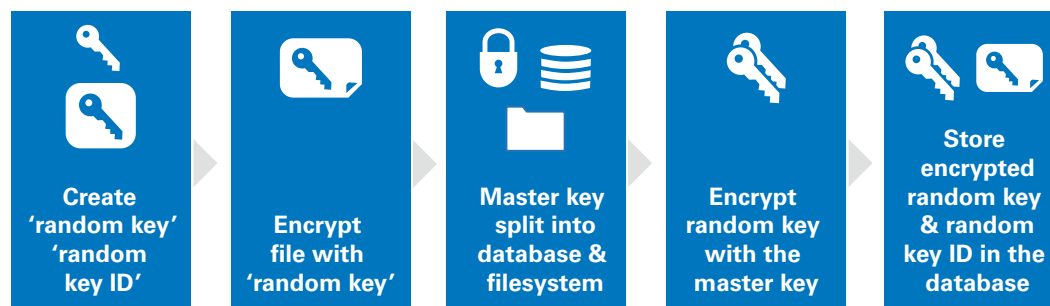 Create
‘random key’
‘random
key ID’
Encrypt
file with
‘random key’
Master key
split into
database &
filesystem
Encrypt
random key
with the
master key
Store
encrypted
random key
& random
key ID in the
database